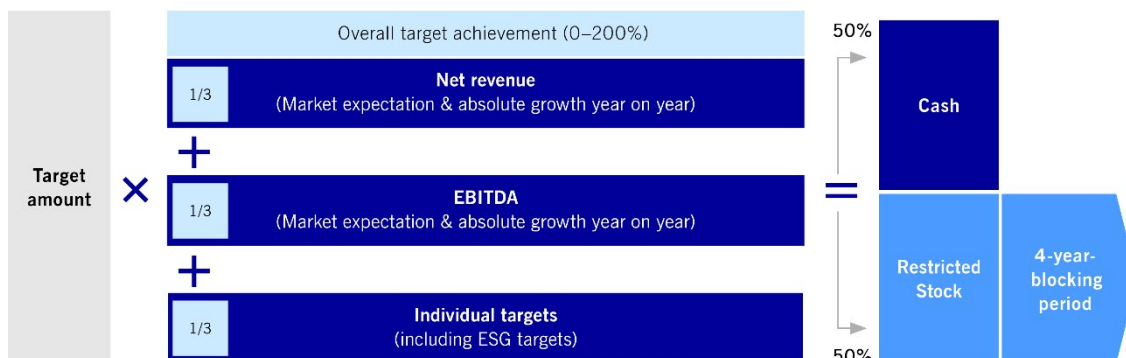 Target
amount
×
Overall target achievement (0–200%)
1/3
Net revenue
(Market expectation & absolute growth year on year)
+
1/3
EBITDA
(Market expectation & absolute growth year on year)
+
1/3
Individual targets
(including ESG targets)
=
50%
Cash
Restricted
Stock
4-year-
blocking
period
50%